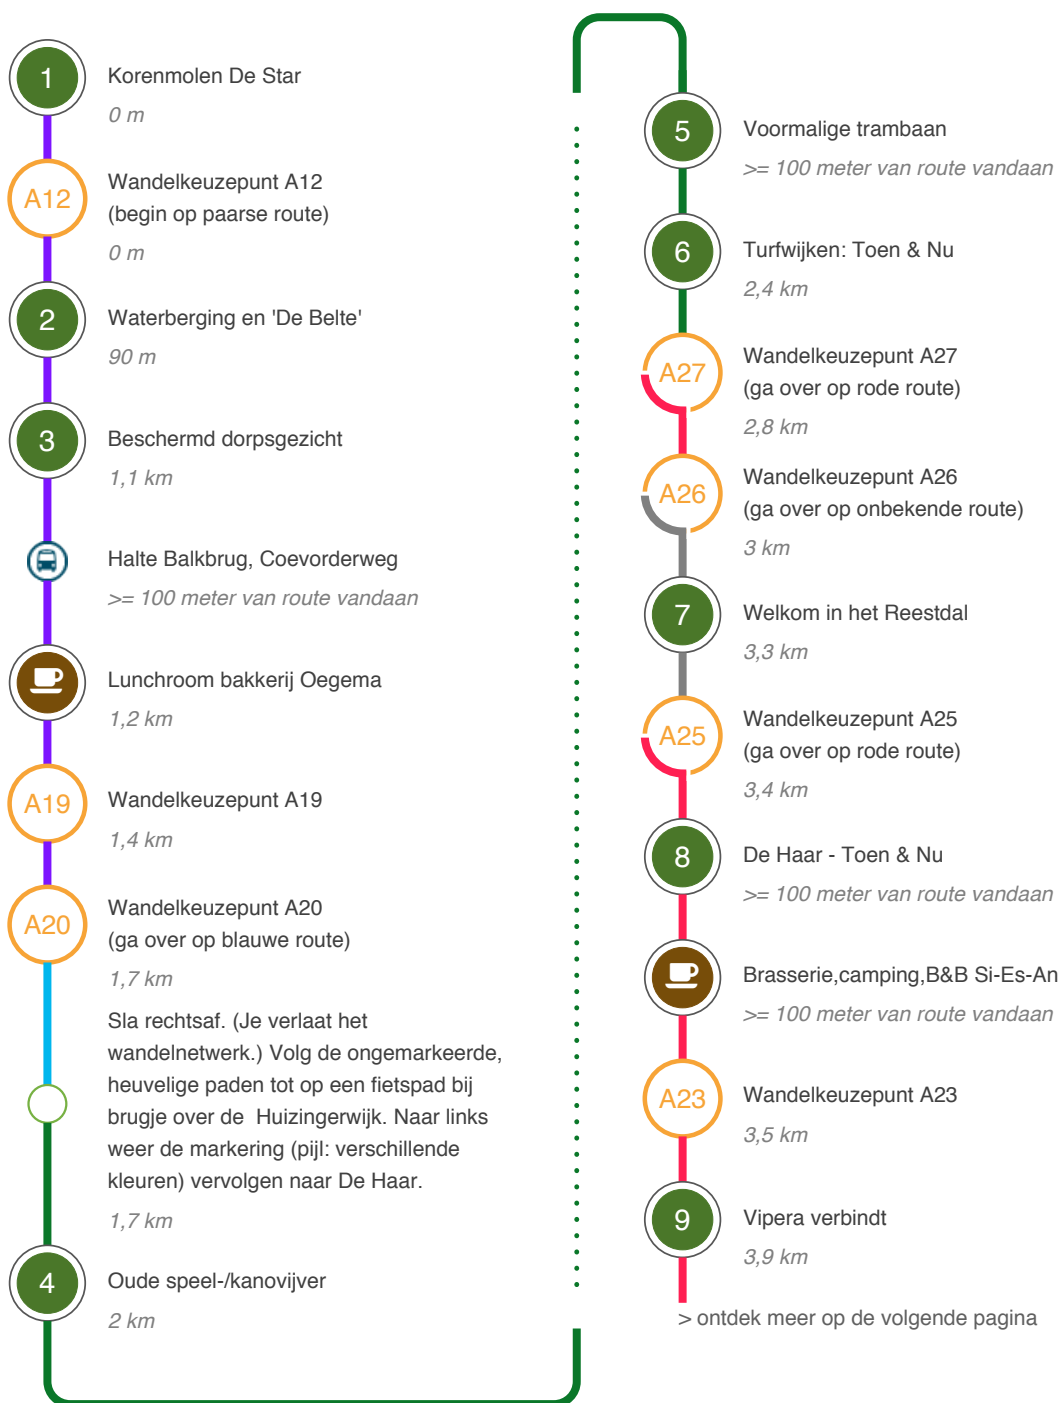 1
Korenmolen De Star
0 m
A12
Wandelkeuzepunt A12
(begin op paarse route)
0 m
2
Waterberging en 'De Belte'
90 m
3
Beschermd dorpsgezicht
1,1 km
Halte Balkbrug, Coevorderweg
>= 100 meter van route vandaan
Lunchroom bakkerij Oegema
1,2 km
A19
Wandelkeuzepunt A19
1,4 km
A20
Wandelkeuzepunt A20
(ga over op blauwe route)
1,7 km
Sla rechtsaf. (Je verlaat het
wandelnetwerk.) Volg de ongemarkeerde,
heuvelige paden tot op een fietspad bij
brugje over de  Huizingerwijk. Naar links
weer de markering (pijl: verschillende
kleuren) vervolgen naar De Haar.
1,7 km
4
Oude speel-/kanovijver
2 km
5
Voormalige trambaan
>= 100 meter van route vandaan
6
Turfwijken: Toen & Nu
2,4 km
A27
Wandelkeuzepunt A27
(ga over op rode route)
2,8 km
A26
Wandelkeuzepunt A26
(ga over op onbekende route)
3 km
7
Welkom in het Reestdal
3,3 km
A25
Wandelkeuzepunt A25
(ga over op rode route)
3,4 km
8
De Haar - Toen & Nu
>= 100 meter van route vandaan
Brasserie,camping,B&B Si-Es-An
>= 100 meter van route vandaan
A23
Wandelkeuzepunt A23
3,5 km
9
Vipera verbindt
3,9 km
> ontdek meer op de volgende pagina